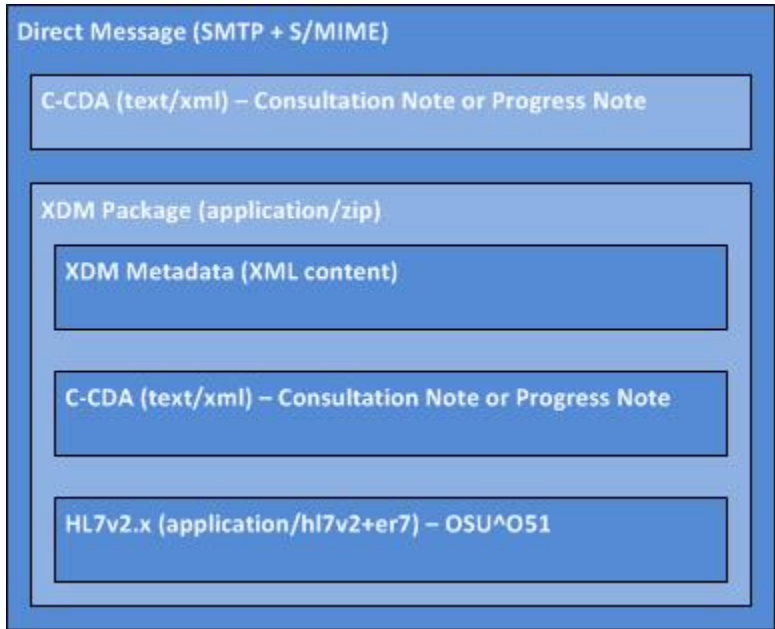 Direct Message (SMTP + S/MIME)
C-CDA (text/xml) – Consultation Note or Progress Note
XDM Package (application/zip)
XDM Metadata (XML content)
C-CDA (text/xml) – Consultation Note or Progress Note
HL7v2.x (application/hl7v2+er7) – OSU^O51